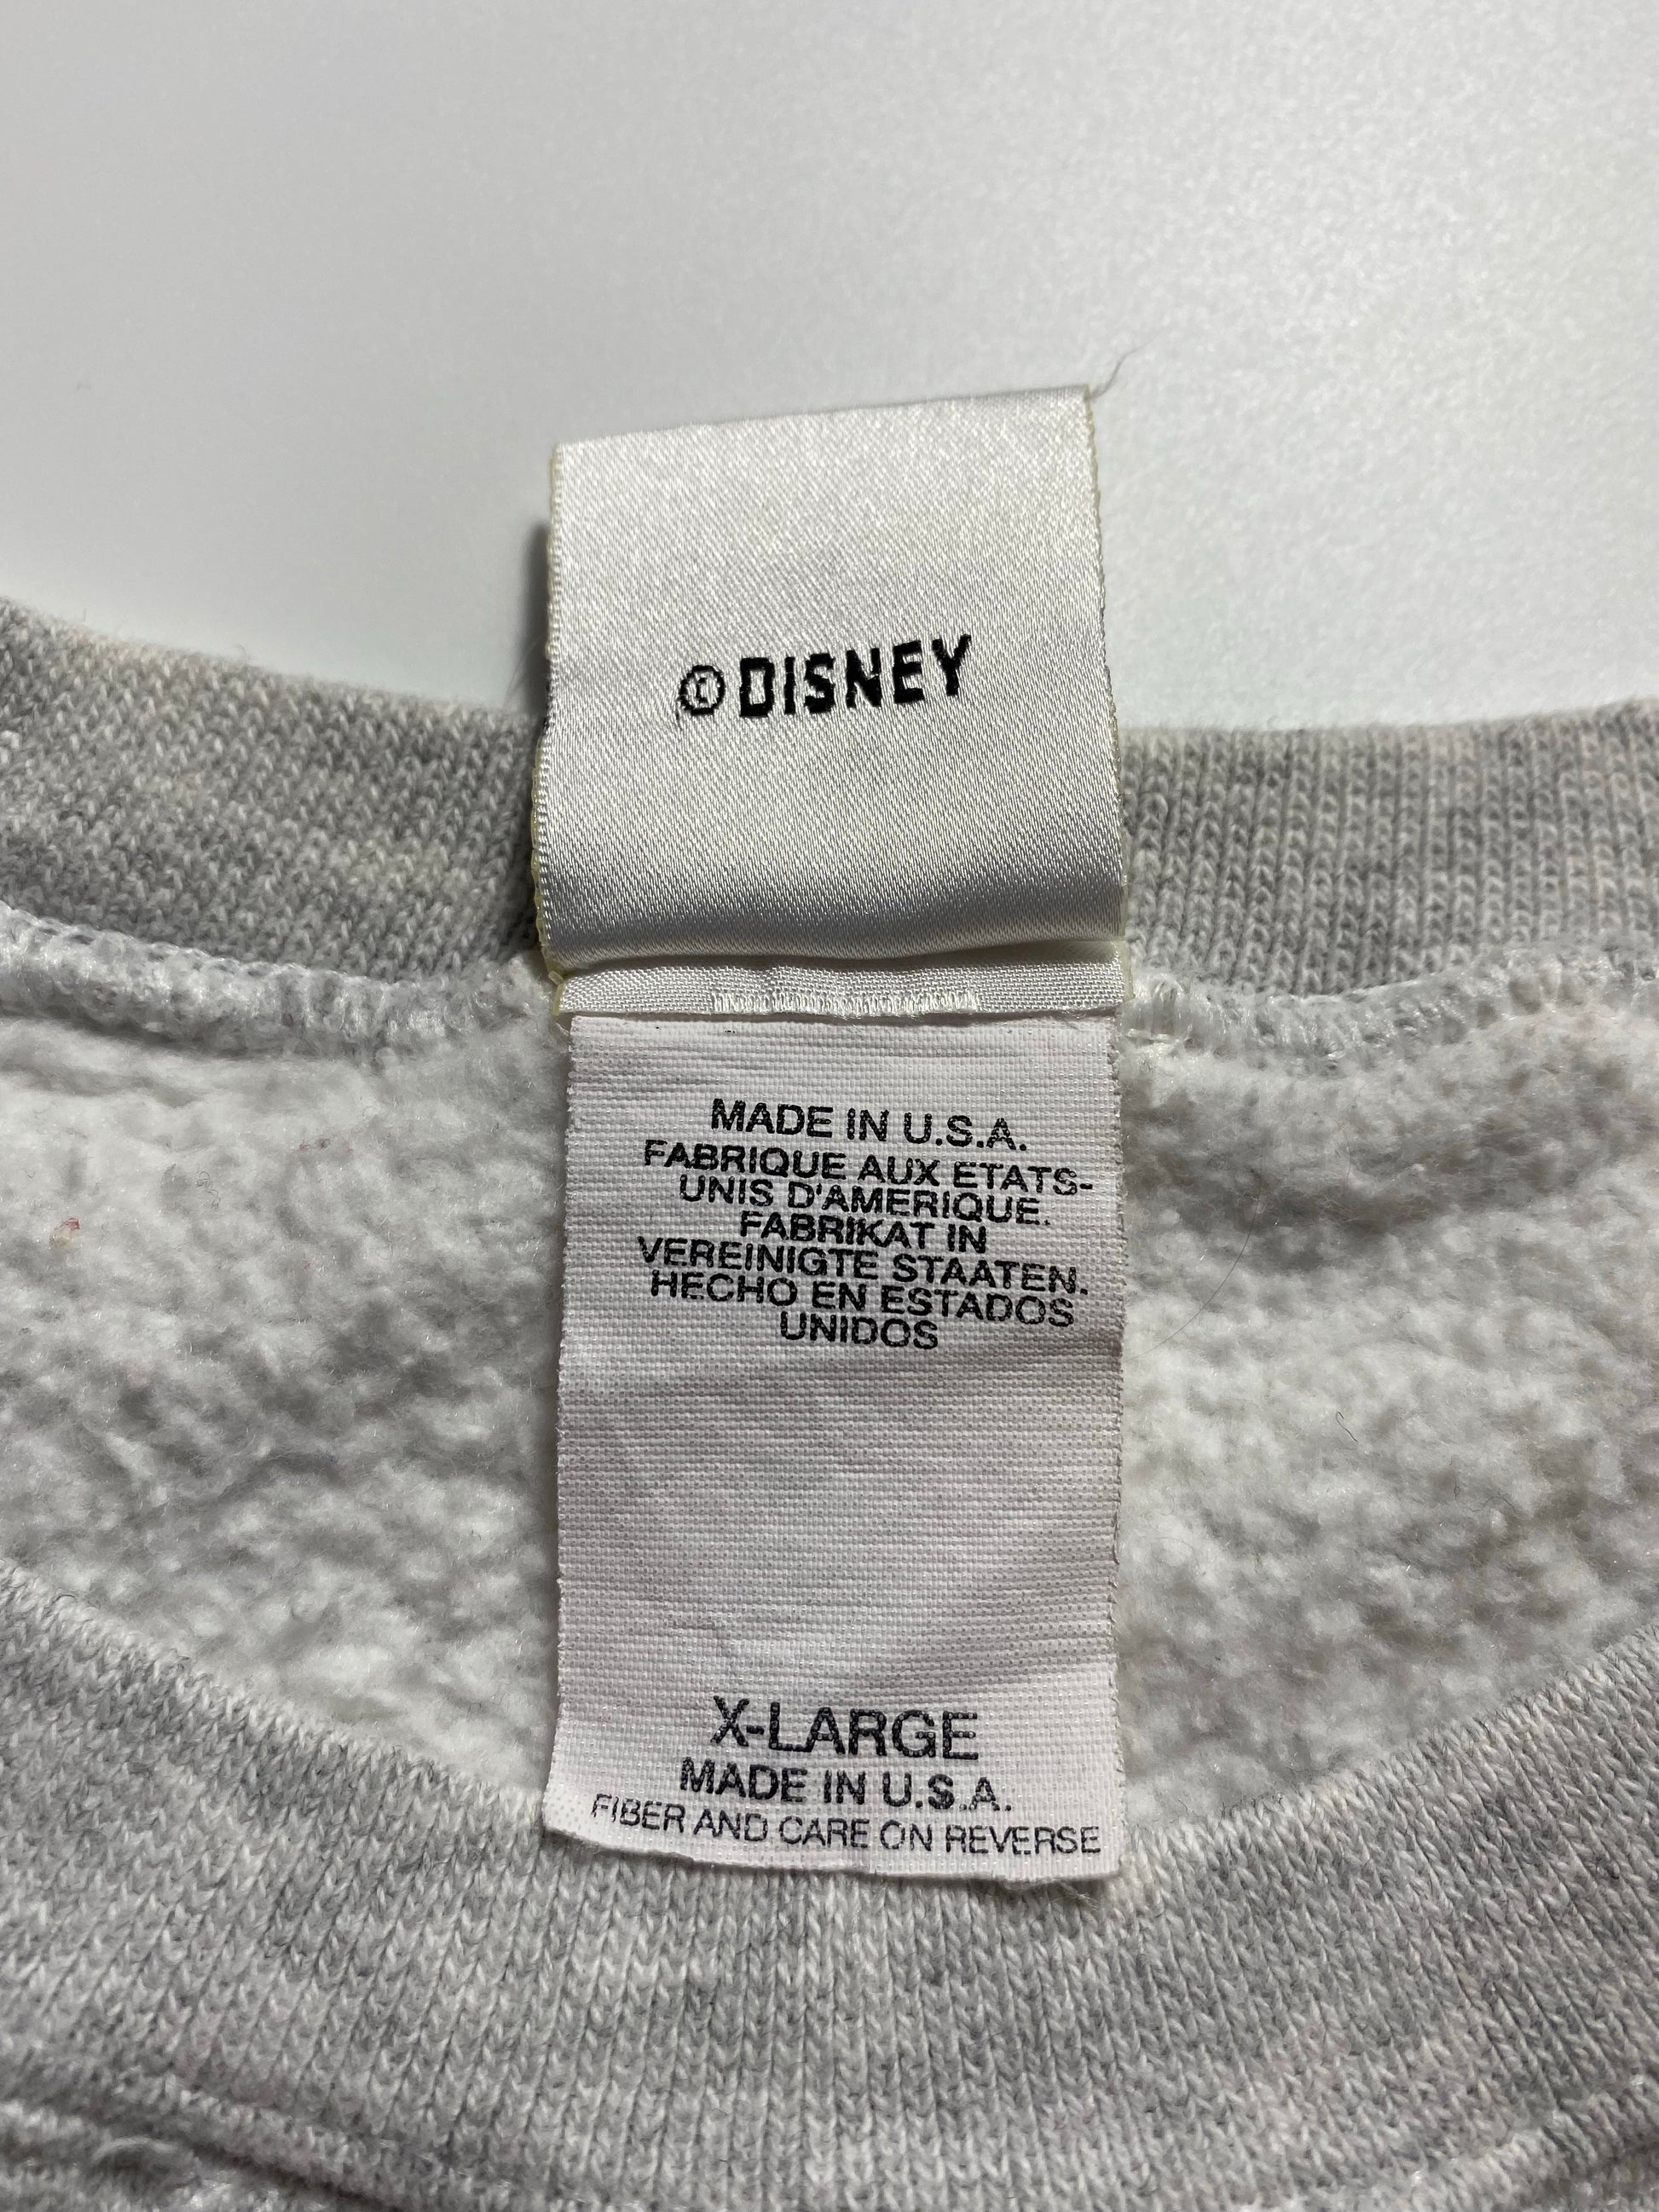 ©DISNEY
MADE IN U.S.A.
FABRIQUE AUX ETATS-
UNIS D'AMERIQUE.
FABRIKAT IN
VEREINIGTE STAATEN.
HECHO EN ESTADOS
UNIDOS
X-LARGE
MADE IN U.S.A.
FIBER AND CARE ON REVERSE